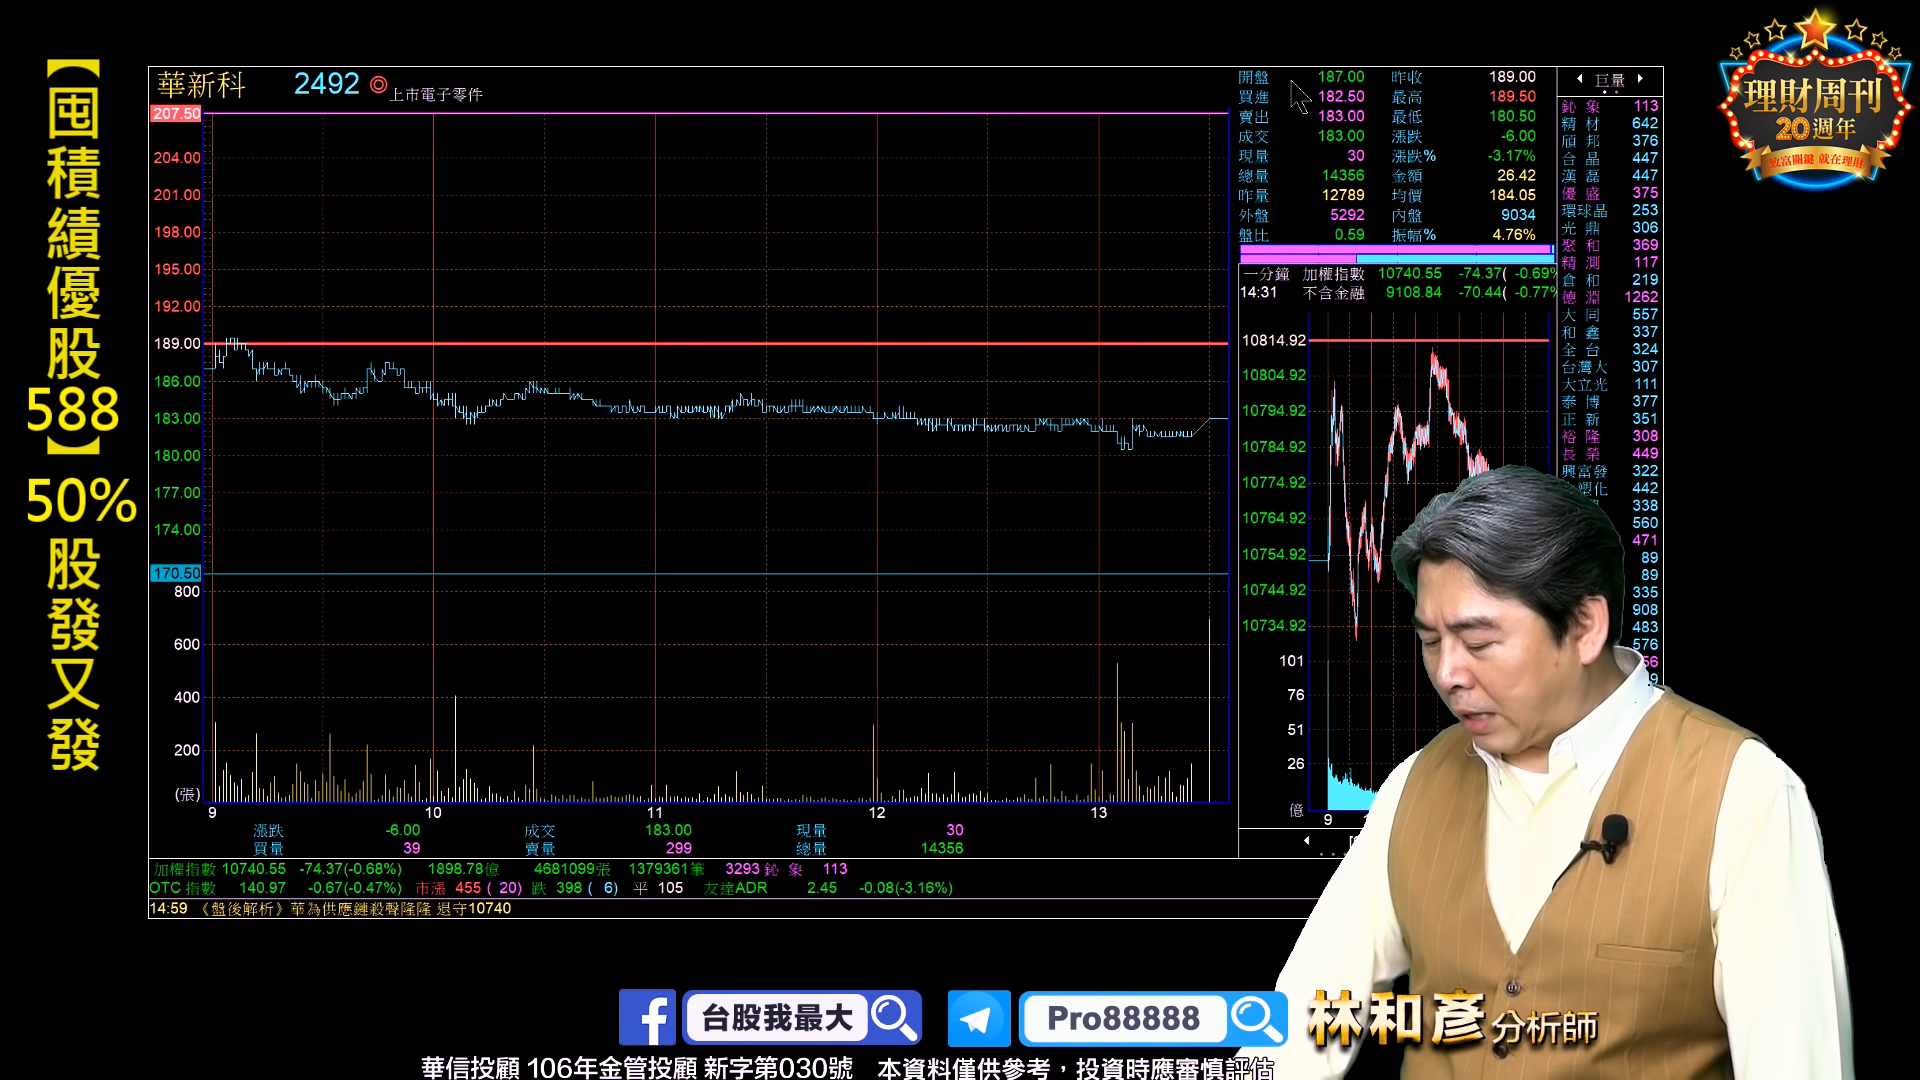 【囤積績優股588】50%股發又發
華新科 2492 ◎ 上市電子零件
207.50
204.00
201.00
198.00
195.00
192.00
189.00
186.00
183.00
180.00
177.00
174.00
170.50
800
600
400
200
(張)
9 10 11 12 13
漲跌 -6.00 成交 183.00 現量 30
買量 39 賣量 299 總量 14356
開盤 187.00 昨收 189.00
買進 182.50 最高 189.50
賣出 183.00 最低 180.50
成交 183.00 漲跌 -6.00
現量 30 漲跌% -3.17%
總量 14356 金額 26.42
昨量 12789 均價 184.05
外盤 5292 內盤 9034
盤比 0.59 振幅% 4.76%
一分鐘 加權指數 10740.55 -74.37( -0.69%
14:31 不含金融 9108.84 -70.44( -0.77%
10814.92
10804.92
10794.92
10784.92
10774.92
10764.92
10754.92
10744.92
10734.92
101
76
51
26
億
9
巨量
鈊象 113
精材 642
頎邦 376
合晶 447
漢磊 447
優盛 375
環球晶 253
光鼎 306
聚和 369
精測 117
倉和 219
德淵 1262
大同 557
和鑫 337
全台 324
台灣大 307
大立光 111
泰博 377
正新 351
裕隆 308
長榮 449
興富發 322
塑化 442
338
560
471
89
89
335
908
483
576
加權指數 10740.55 -74.37(-0.68%) 1898.78億 4681099張 1379361筆 3293 鈊象 113
OTC指數 140.97 -0.67(-0.47%) 市漲 455 ( 20) 跌 398 ( 6) 平 105 友達ADR 2.45 -0.08(-3.16%)
14:59 《盤後解析》華為供應鏈殺聲隆隆 退守10740
理財周刊
20週年
致富關鍵 就在理財
台股我最大
Pro88888
林和彥 分析師
華信投顧 106年金管投顧 新字第030號 本資料僅供參考，投資時應審慎評估